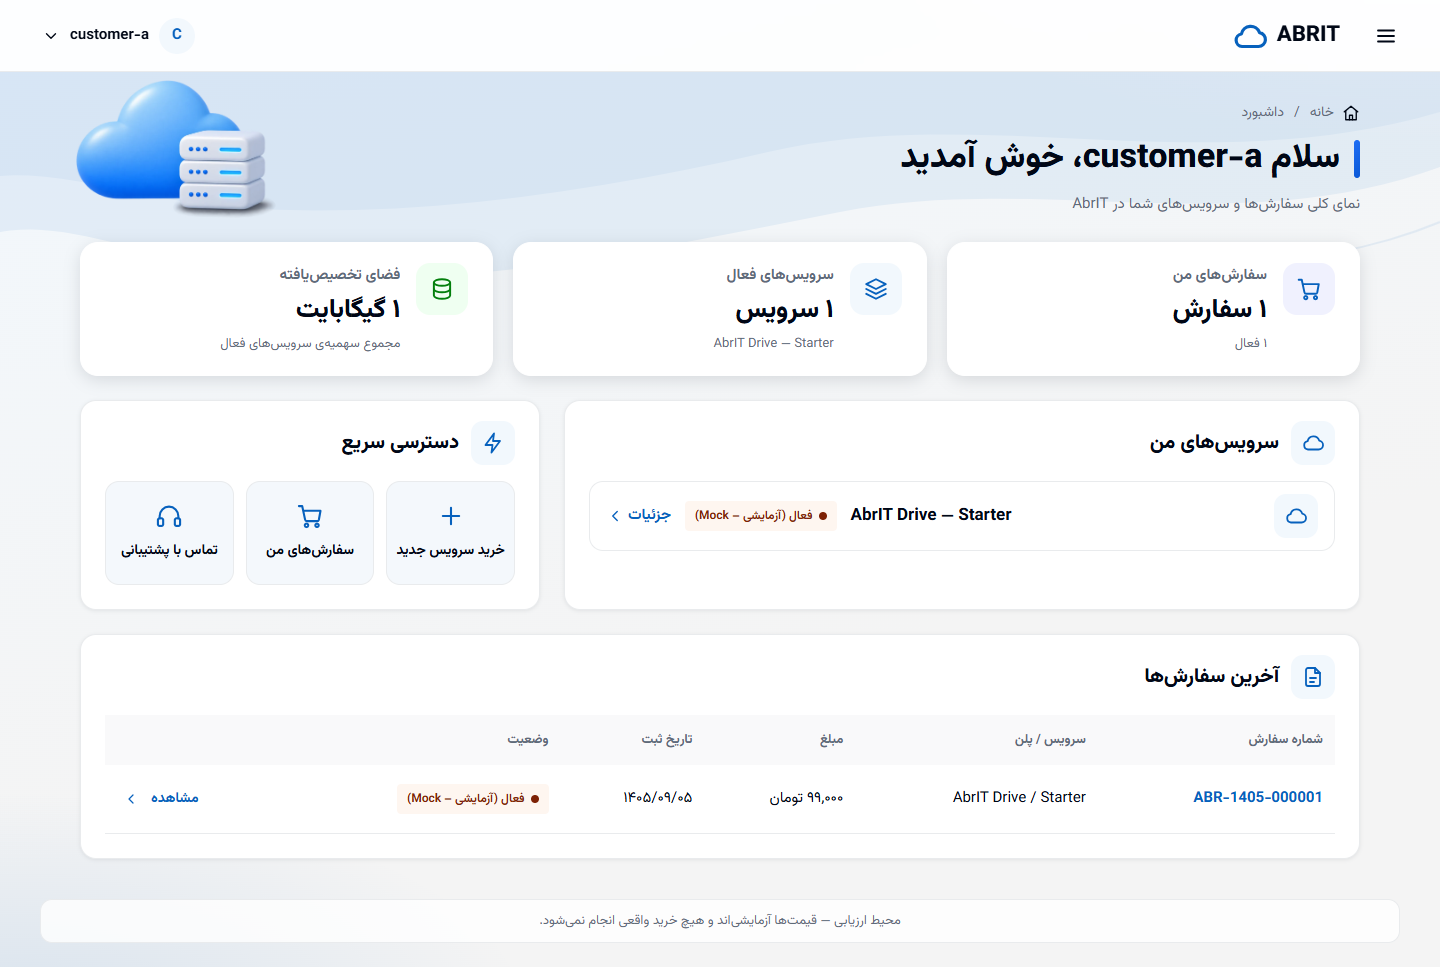 ABRIT
C customer-a
خانه / داشبورد
سلام customer-a، خوش آمدید
نمای کلی سفارش‌ها و سرویس‌های شما در AbrIT
سفارش‌های من
۱ سفارش
۱ فعال
سرویس‌های فعال
۱ سرویس
AbrIT Drive — Starter
فضای تخصیص‌یافته
۱ گیگابایت
مجموع سهمیه‌ی سرویس‌های فعال
سرویس‌های من
AbrIT Drive — Starter فعال (آزمایشی – Mock) جزئیات
دسترسی سریع
خرید سرویس جدید
سفارش‌های من
تماس با پشتیبانی
آخرین سفارش‌ها
شماره سفارش سرویس / پلن مبلغ تاریخ ثبت وضعیت
ABR-1405-000001 AbrIT Drive / Starter ۹۹,۰۰۰ تومان ۱۴۰۵/۰۹/۰۵ فعال (آزمایشی – Mock) مشاهده
محیط ارزیابی — قیمت‌ها آزمایشی‌اند و هیچ خرید واقعی انجام نمی‌شود.